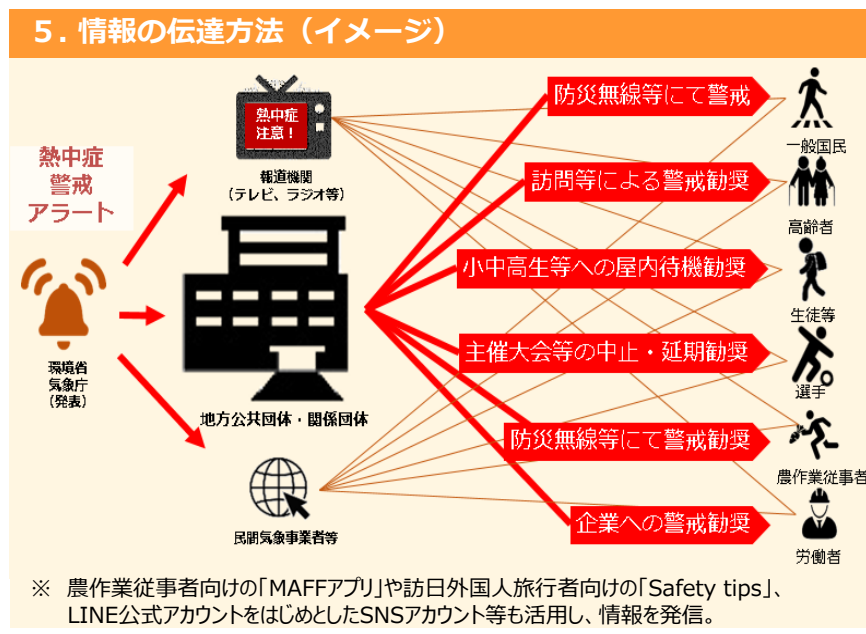 ５. 情報の伝達方法（イメージ）
熱中症
警戒
アラート
環境省
気象庁
（発表）
熱中症
注意！
報道機関
（テレビ、ラジオ等）
地方公共団体・関係団体
民間気象事業者等
防災無線等にて警戒
訪問等による警戒勧奨
小中高生等への屋内待機勧奨
主催大会等の中止・延期勧奨
防災無線等にて警戒勧奨
企業への警戒勧奨
一般国民
高齢者
生徒等
選手
農作業従事者
労働者
※ 農作業従事者向けの「MAFFアプリ」や訪日外国人旅行者向けの「Safety tips」、
LINE公式アカウントをはじめとしたSNSアカウント等も活用し、情報を発信。